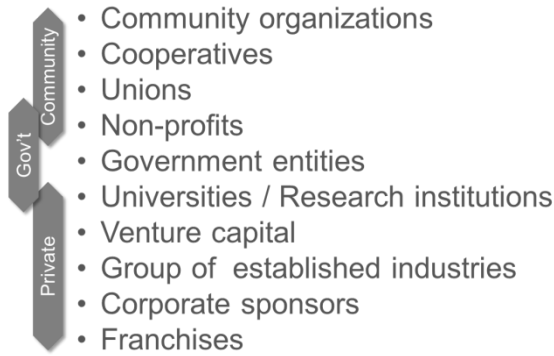 Community
Gov't
Private
• Community organizations
• Cooperatives
• Unions
• Non-profits
• Government entities
• Universities / Research institutions
• Venture capital
• Group of established industries
• Corporate sponsors
• Franchises